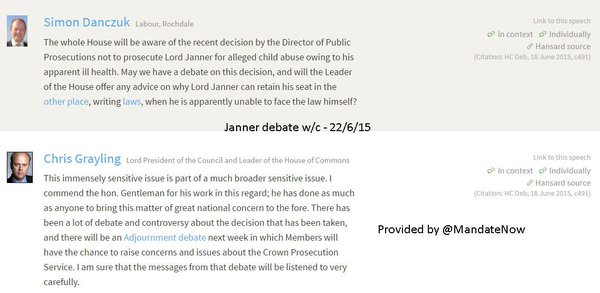 Simon Danczuk Labour, Rochdale
Link to this speech
In context Individually
Hansard source
(Citation: HC Deb, 18 June 2015, c491)
The whole House will be aware of the recent decision by the Director of Public
Prosecutions not to prosecute Lord Janner for alleged child abuse owing to his
apparent ill health. May we have a debate on this decision, and will the Leader
of the House offer any advice on why Lord Janner can retain his seat in the
other place, writing laws, when he is apparently unable to face the law himself?
Janner debate w/c - 22/6/15
Chris Grayling Lord President of the Council and Leader of the House of Commons
Link to this speech
In context Individually
Hansard source
(Citation: HC Deb, 18 June 2015, c491)
This immensely sensitive issue is part of a much broader sensitive issue. I
commend the hon. Gentleman for his work in this regard; he has done as much
as anyone to bring this matter of great national concern to the fore. There has
been a lot of debate and controversy about the decision that has been taken,
and there will be an Adjournment debate next week in which Members will
have the chance to raise concerns and issues about the Crown Prosecution
Service. I am sure that the messages from that debate will be listened to very
carefully.
Provided by @MandateNow